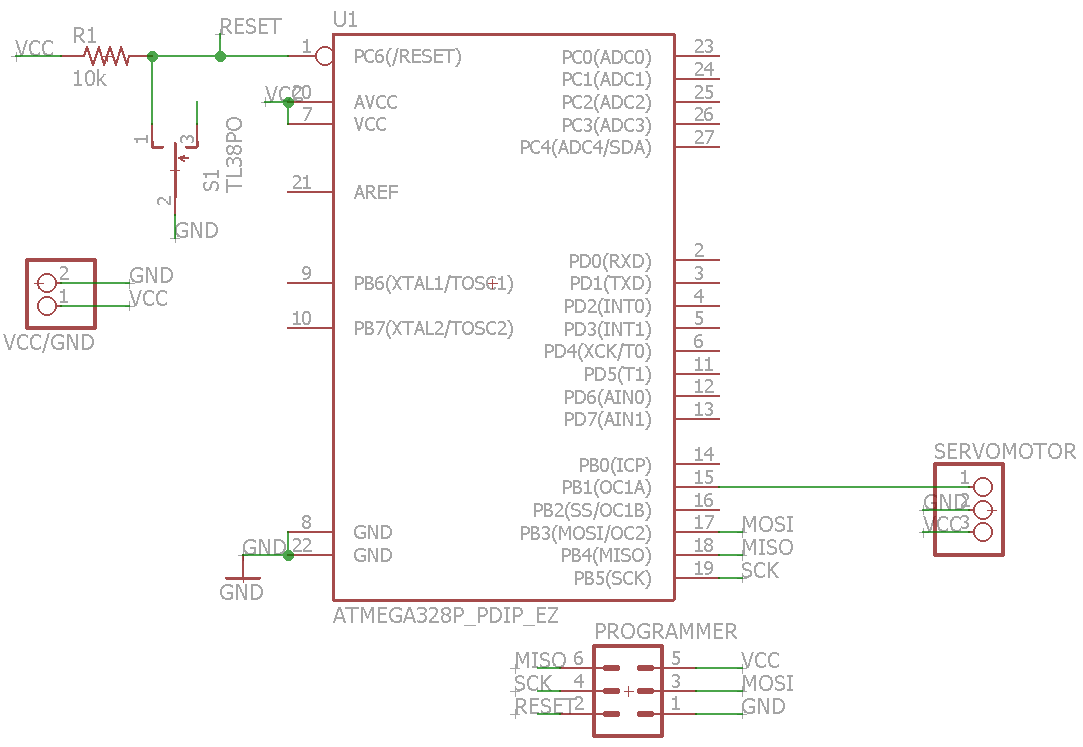 VCC
R1
10k
RESET
1
3
S1
TL38PO
2
GND
2
GND
1
VCC
VCC/GND
U1
1
PC6(/RESET)
VCC
20
AVCC
7
VCC
21
AREF
9
PB6(XTAL1/TOSC1)
10
PB7(XTAL2/TOSC2)
8
GND
GND
22
GND
GND
PC0(ADC0)
23
PC1(ADC1)
24
PC2(ADC2)
25
PC3(ADC3)
26
PC4(ADC4/SDA)
27
PD0(RXD)
2
PD1(TXD)
3
PD2(INT0)
4
PD3(INT1)
5
PD4(XCK/T0)
6
PD5(T1)
11
PD6(AIN0)
12
PD7(AIN1)
13
PB0(ICP)
14
PB1(OC1A)
15
PB2(SS/OC1B)
16
PB3(MOSI/OC2)
17
MOSI
PB4(MISO)
18
MISO
PB5(SCK)
19
SCK
ATMEGA328P_PDIP_EZ
SERVOMOTOR
1
GND
2
VCC
3
PROGRAMMER
MISO
6
5
VCC
SCK
4
3
MOSI
RESET
2
1
GND